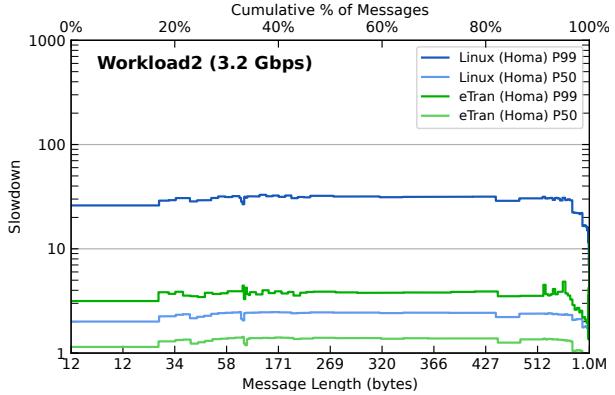 Cumulative % of Messages
0% 20% 40% 60% 80% 100%
1000
Workload2 (3.2 Gbps)
Linux (Homa) P99
Linux (Homa) P50
eTran (Homa) P99
eTran (Homa) P50
100
Slowdown
10
1
12 12 34 58 171 269 320 366 427 512 1.0M
Message Length (bytes)